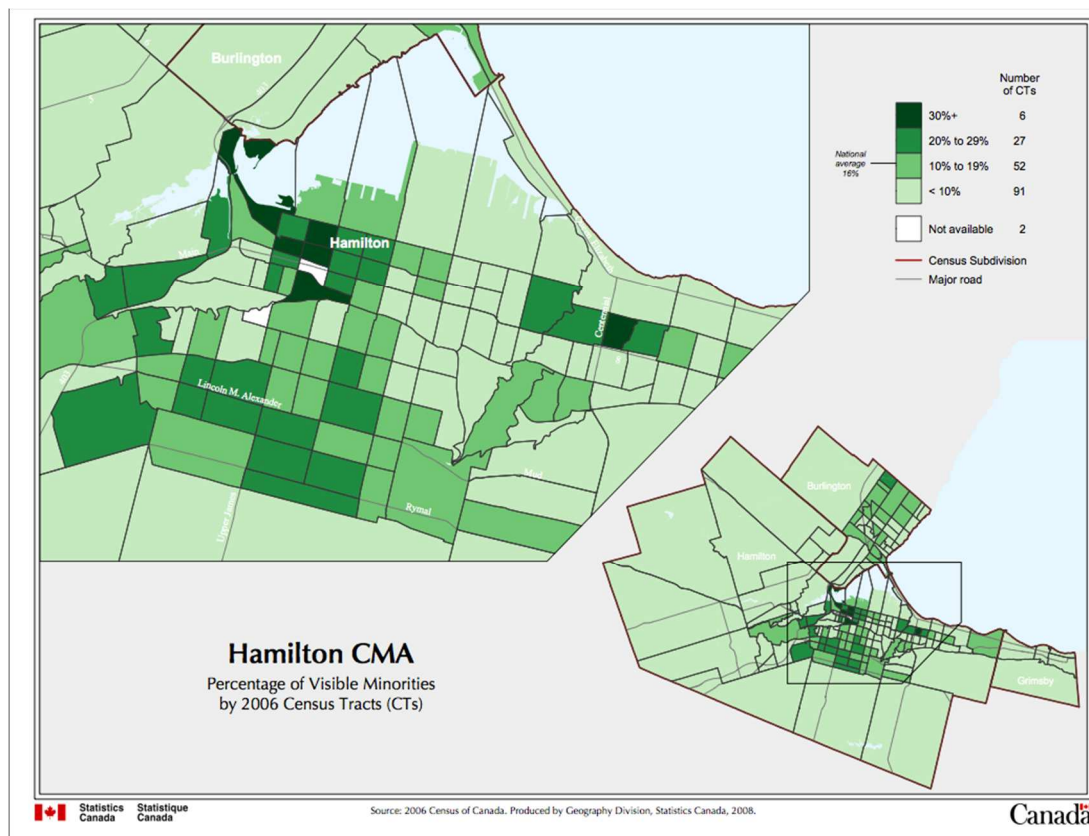 Burlington
403
Hamilton
Main
Centennial
Lincoln M. Alexander
403
Mud
Rymal
Upper James
Number
of CTs
30%+ 6
20% to 29% 27
National
average
16%
10% to 19% 52
< 10% 91
Not available 2
Census Subdivision
Major road
Burlington
Hamilton
Grimsby
Hamilton CMA
Percentage of Visible Minorities
by 2006 Census Tracts (CTs)
Statistics Statistique
Canada Canada
Source: 2006 Census of Canada. Produced by Geography Division, Statistics Canada, 2008.
Canada